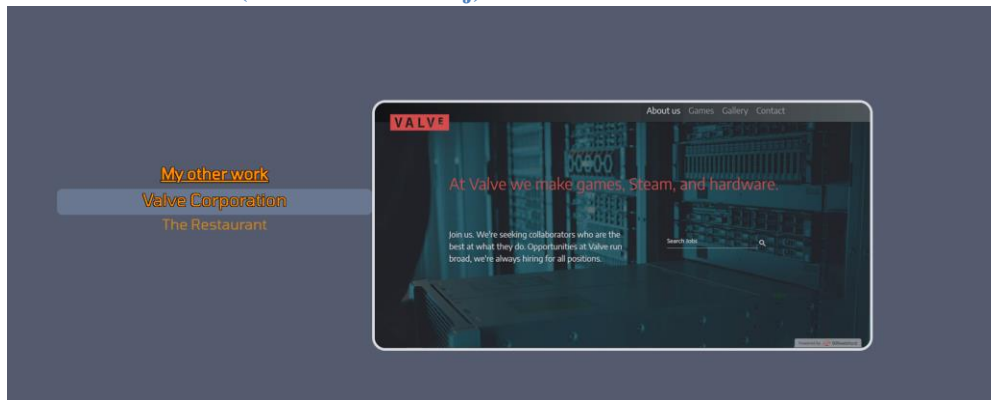 My other work
Valve Corporation
The Restaurant
VALVE
About us Games Gallery Contact
At Valve we make games, Steam, and hardware.
Join us. We're seeking collaborators who are the
best at what they do. Opportunities at Valve run
broad, we're always hiring for all positions.
Search Jobs